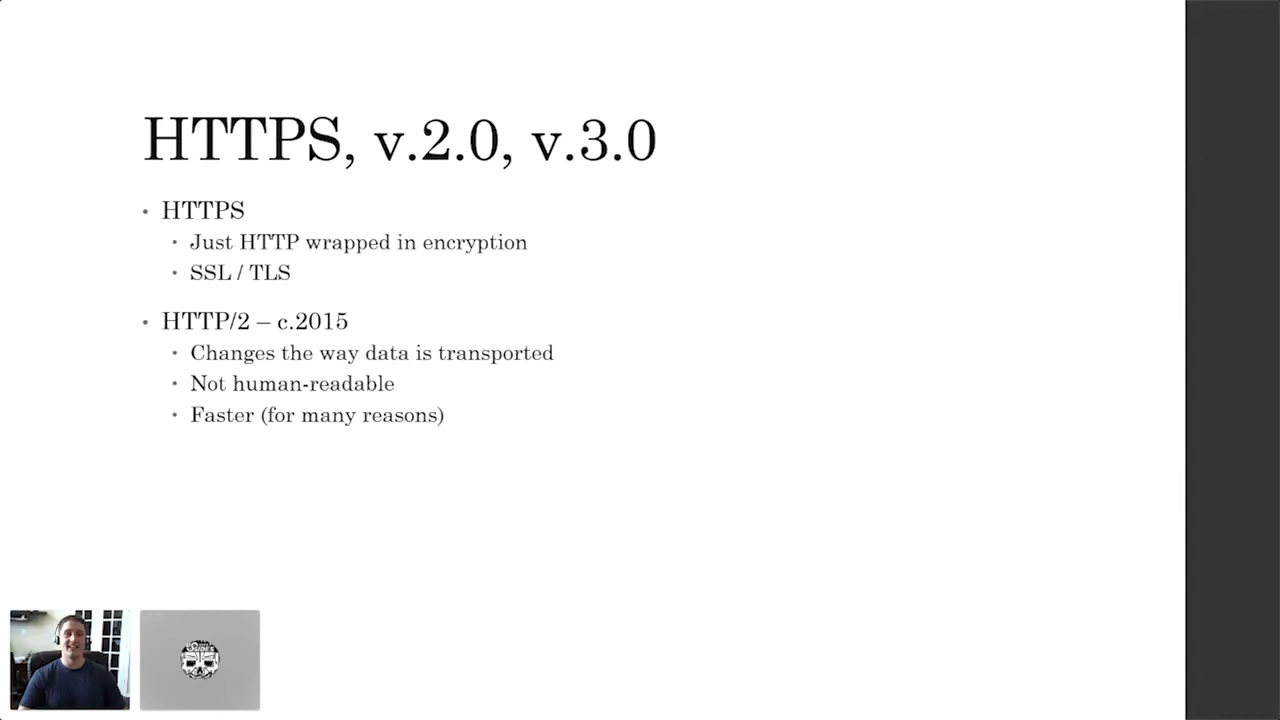 HTTPS, v.2.0, v.3.0
• HTTPS
• Just HTTP wrapped in encryption
• SSL / TLS
• HTTP/2 – c.2015
• Changes the way data is transported
• Not human-readable
• Faster (for many reasons)